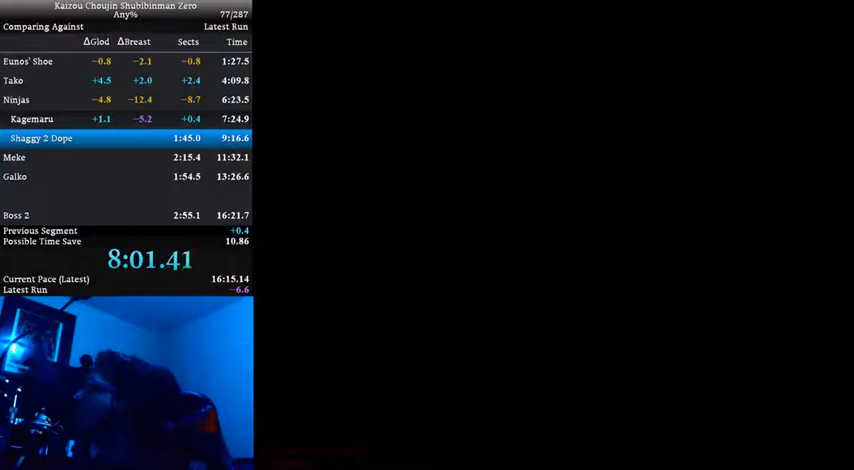 Kaizou Choujin Shubibinman Zero
Any% 77/287
Comparing Against Latest Run
ΔGlod ΔBreast Sects Time
Eunos' Shoe −0.8 −2.1 −0.8 1:27.5
Tako +4.5 +2.0 +2.4 4:09.8
Ninjas −4.8 −12.4 −8.7 6:23.5
Kagemaru +1.1 −5.2 +0.4 7:24.9
Shaggy 2 Dope 1:45.0 9:16.6
Meke 2:15.4 11:32.1
Galko 1:54.5 13:26.6
Boss 2 2:55.1 16:21.7
Previous Segment +0.4
Possible Time Save 10.86
8:01.41
Current Pace (Latest) 16:15.14
Latest Run −6.6